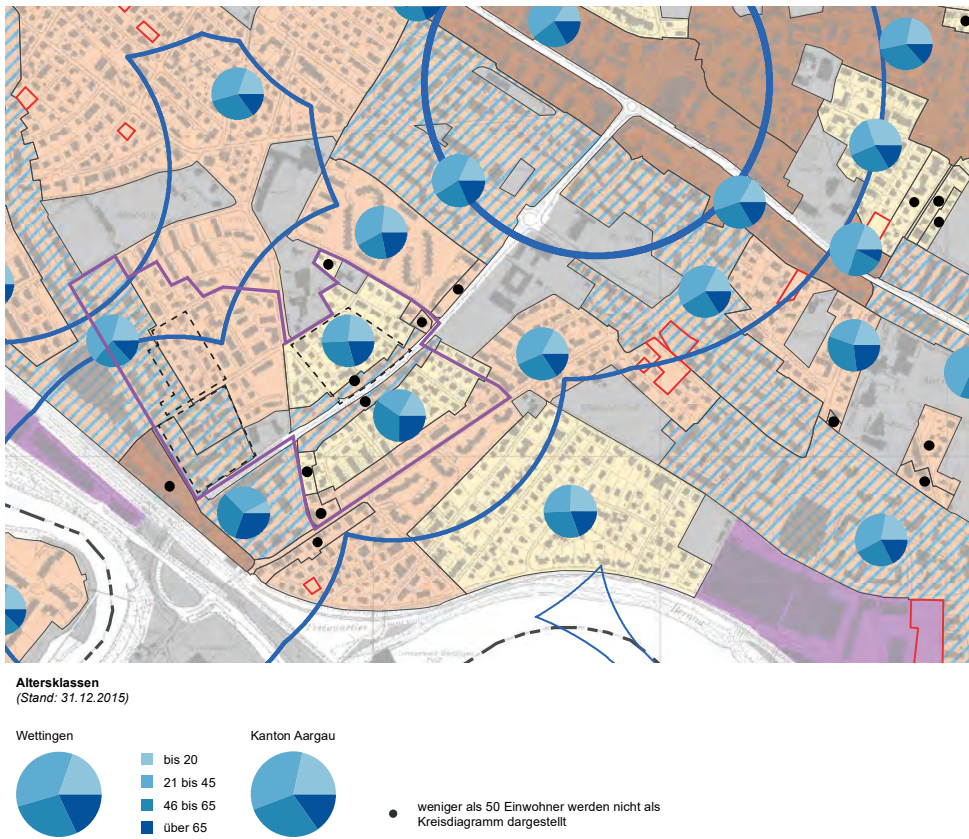 Altersklassen
(Stand: 31.12.2015)
Wettingen
Kanton Aargau
bis 20
21 bis 45
46 bis 65
über 65
weniger als 50 Einwohner werden nicht als
Kreisdiagramm dargestellt